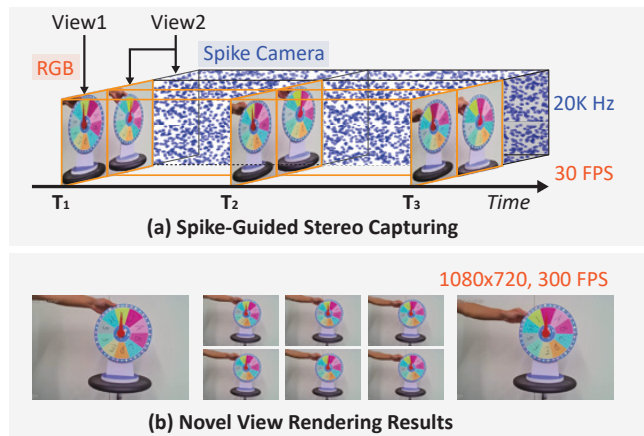 View1
View2
RGB
Spike Camera
20K Hz
30 FPS
T1
T2
T3
Time
(a) Spike-Guided Stereo Capturing
1080x720, 300 FPS
(b) Novel View Rendering Results